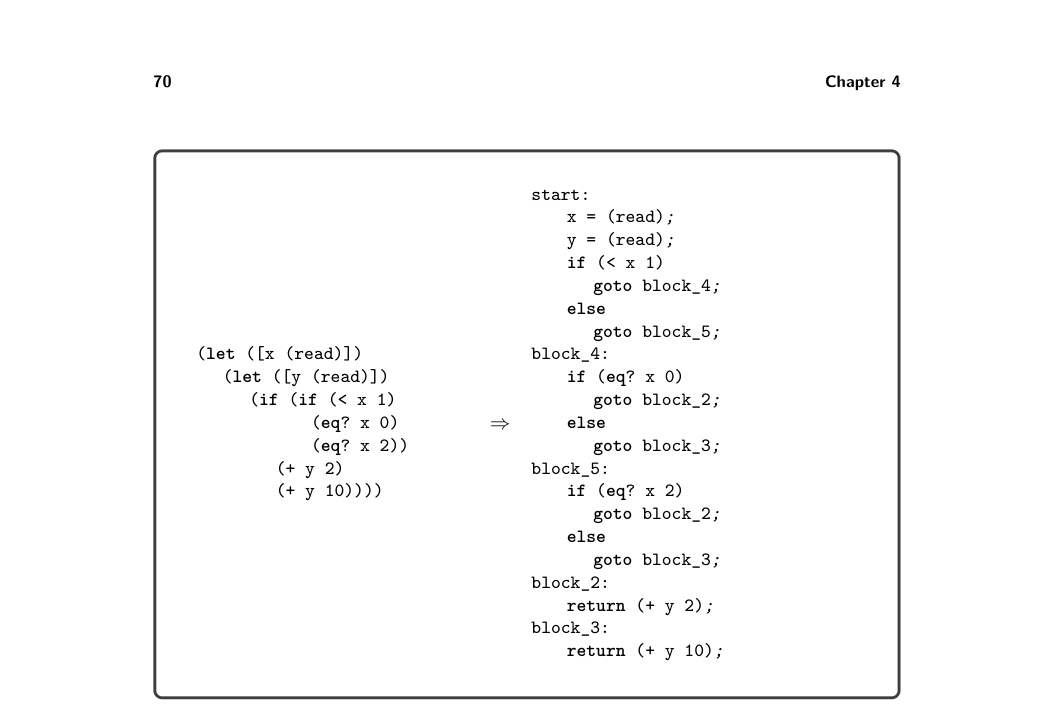 70 Chapter 4
(let ([x (read)])
(let ([y (read)])
(if (if (< x 1)
(eq? x 0)
(eq? x 2))
(+ y 2)
(+ y 10))))
⇒
start:
x = (read);
y = (read);
if (< x 1)
goto block_4;
else
goto block_5;
block_4:
if (eq? x 0)
goto block_2;
else
goto block_3;
block_5:
if (eq? x 2)
goto block_2;
else
goto block_3;
block_2:
return (+ y 2);
block_3:
return (+ y 10);